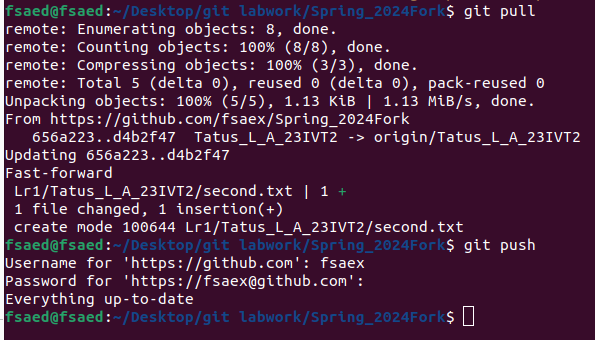 fsaed@fsaed:~/Desktop/git labwork/Spring_2024Fork$ git pull
remote: Enumerating objects: 8, done.
remote: Counting objects: 100% (8/8), done.
remote: Compressing objects: 100% (3/3), done.
remote: Total 5 (delta 0), reused 0 (delta 0), pack-reused 0
Unpacking objects: 100% (5/5), 1.13 KiB | 1.13 MiB/s, done.
From https://github.com/fsaex/Spring_2024Fork
   656a223..d4b2f47  Tatus_L_A_23IVT2 -> origin/Tatus_L_A_23IVT2
Updating 656a223..d4b2f47
Fast-forward
 Lr1/Tatus_L_A_23IVT2/second.txt | 1 +
 1 file changed, 1 insertion(+)
 create mode 100644 Lr1/Tatus_L_A_23IVT2/second.txt
fsaed@fsaed:~/Desktop/git labwork/Spring_2024Fork$ git push
Username for 'https://github.com': fsaex
Password for 'https://fsaex@github.com':
Everything up-to-date
fsaed@fsaed:~/Desktop/git labwork/Spring_2024Fork$